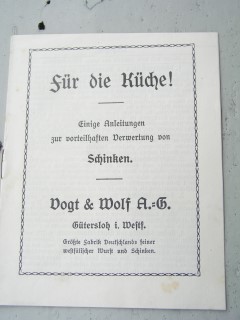 Für die Küche!
Einige Anleitungen
zur vorteilhaften Verwertung von
Schinken.
Vogt & Wolf A.=G.
Gütersloh i. Westf.
Größte Fabrik Deutschlands feiner
westfälischer Wurst und Schinken.